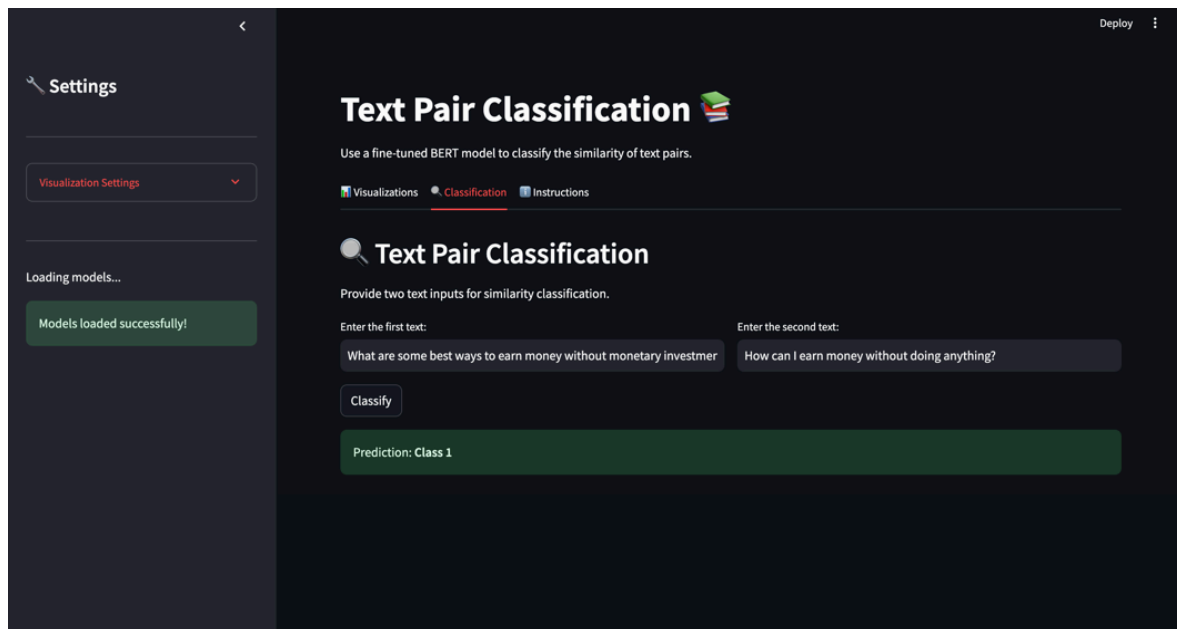 Deploy
Settings
Visualization Settings
Loading models...
Models loaded successfully!
Text Pair Classification
Use a fine-tuned BERT model to classify the similarity of text pairs.
Visualizations Classification Instructions
Text Pair Classification
Provide two text inputs for similarity classification.
Enter the first text: Enter the second text:
What are some best ways to earn money without monetary investmer How can I earn money without doing anything?
Classify
Prediction: Class 1